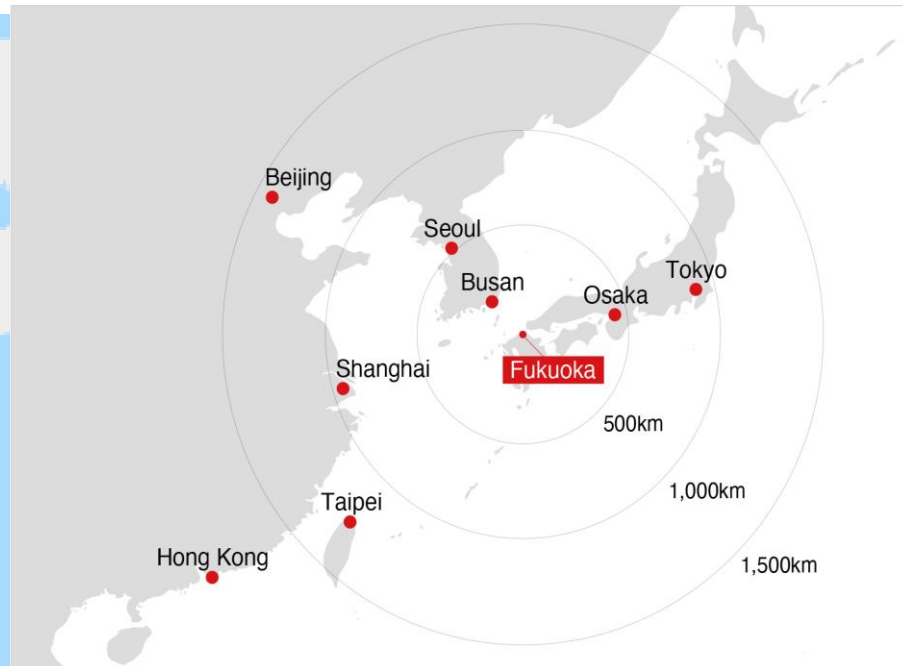 Beijing
Seoul
Busan
Tokyo
Osaka
Shanghai
Fukuoka
500km
1,000km
Taipei
Hong Kong
1,500km